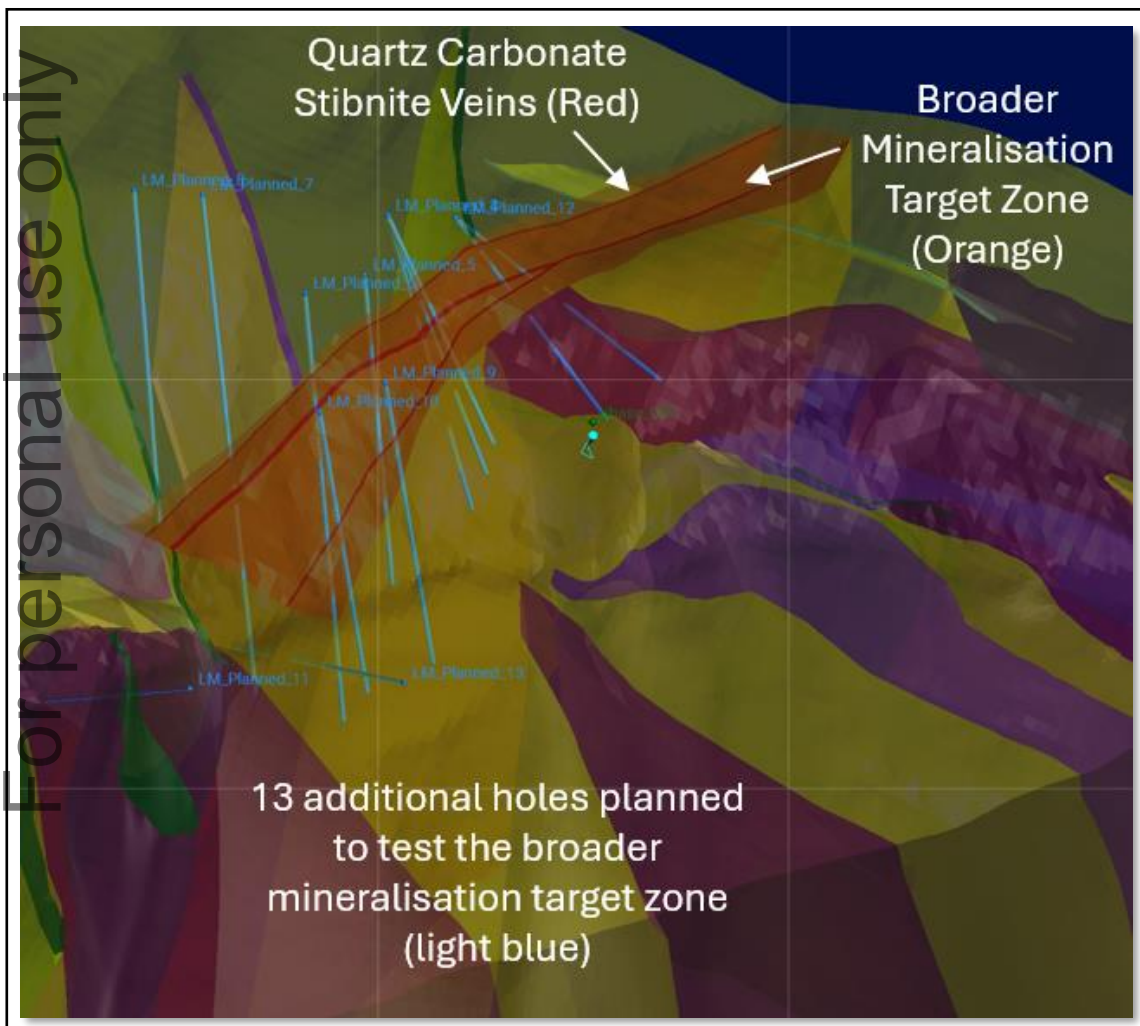 For personal use only
Quartz Carbonate
Stibnite Veins (Red)
Broader
Mineralisation
Target Zone
(Orange)
LM_Planned_7
LM_Planned_12
LM_Planned_5
LM_Planned_9
LM_Planned_10
LM_Planned_11
LM_Planned_13
13 additional holes planned
to test the broader
mineralisation target zone
(light blue)